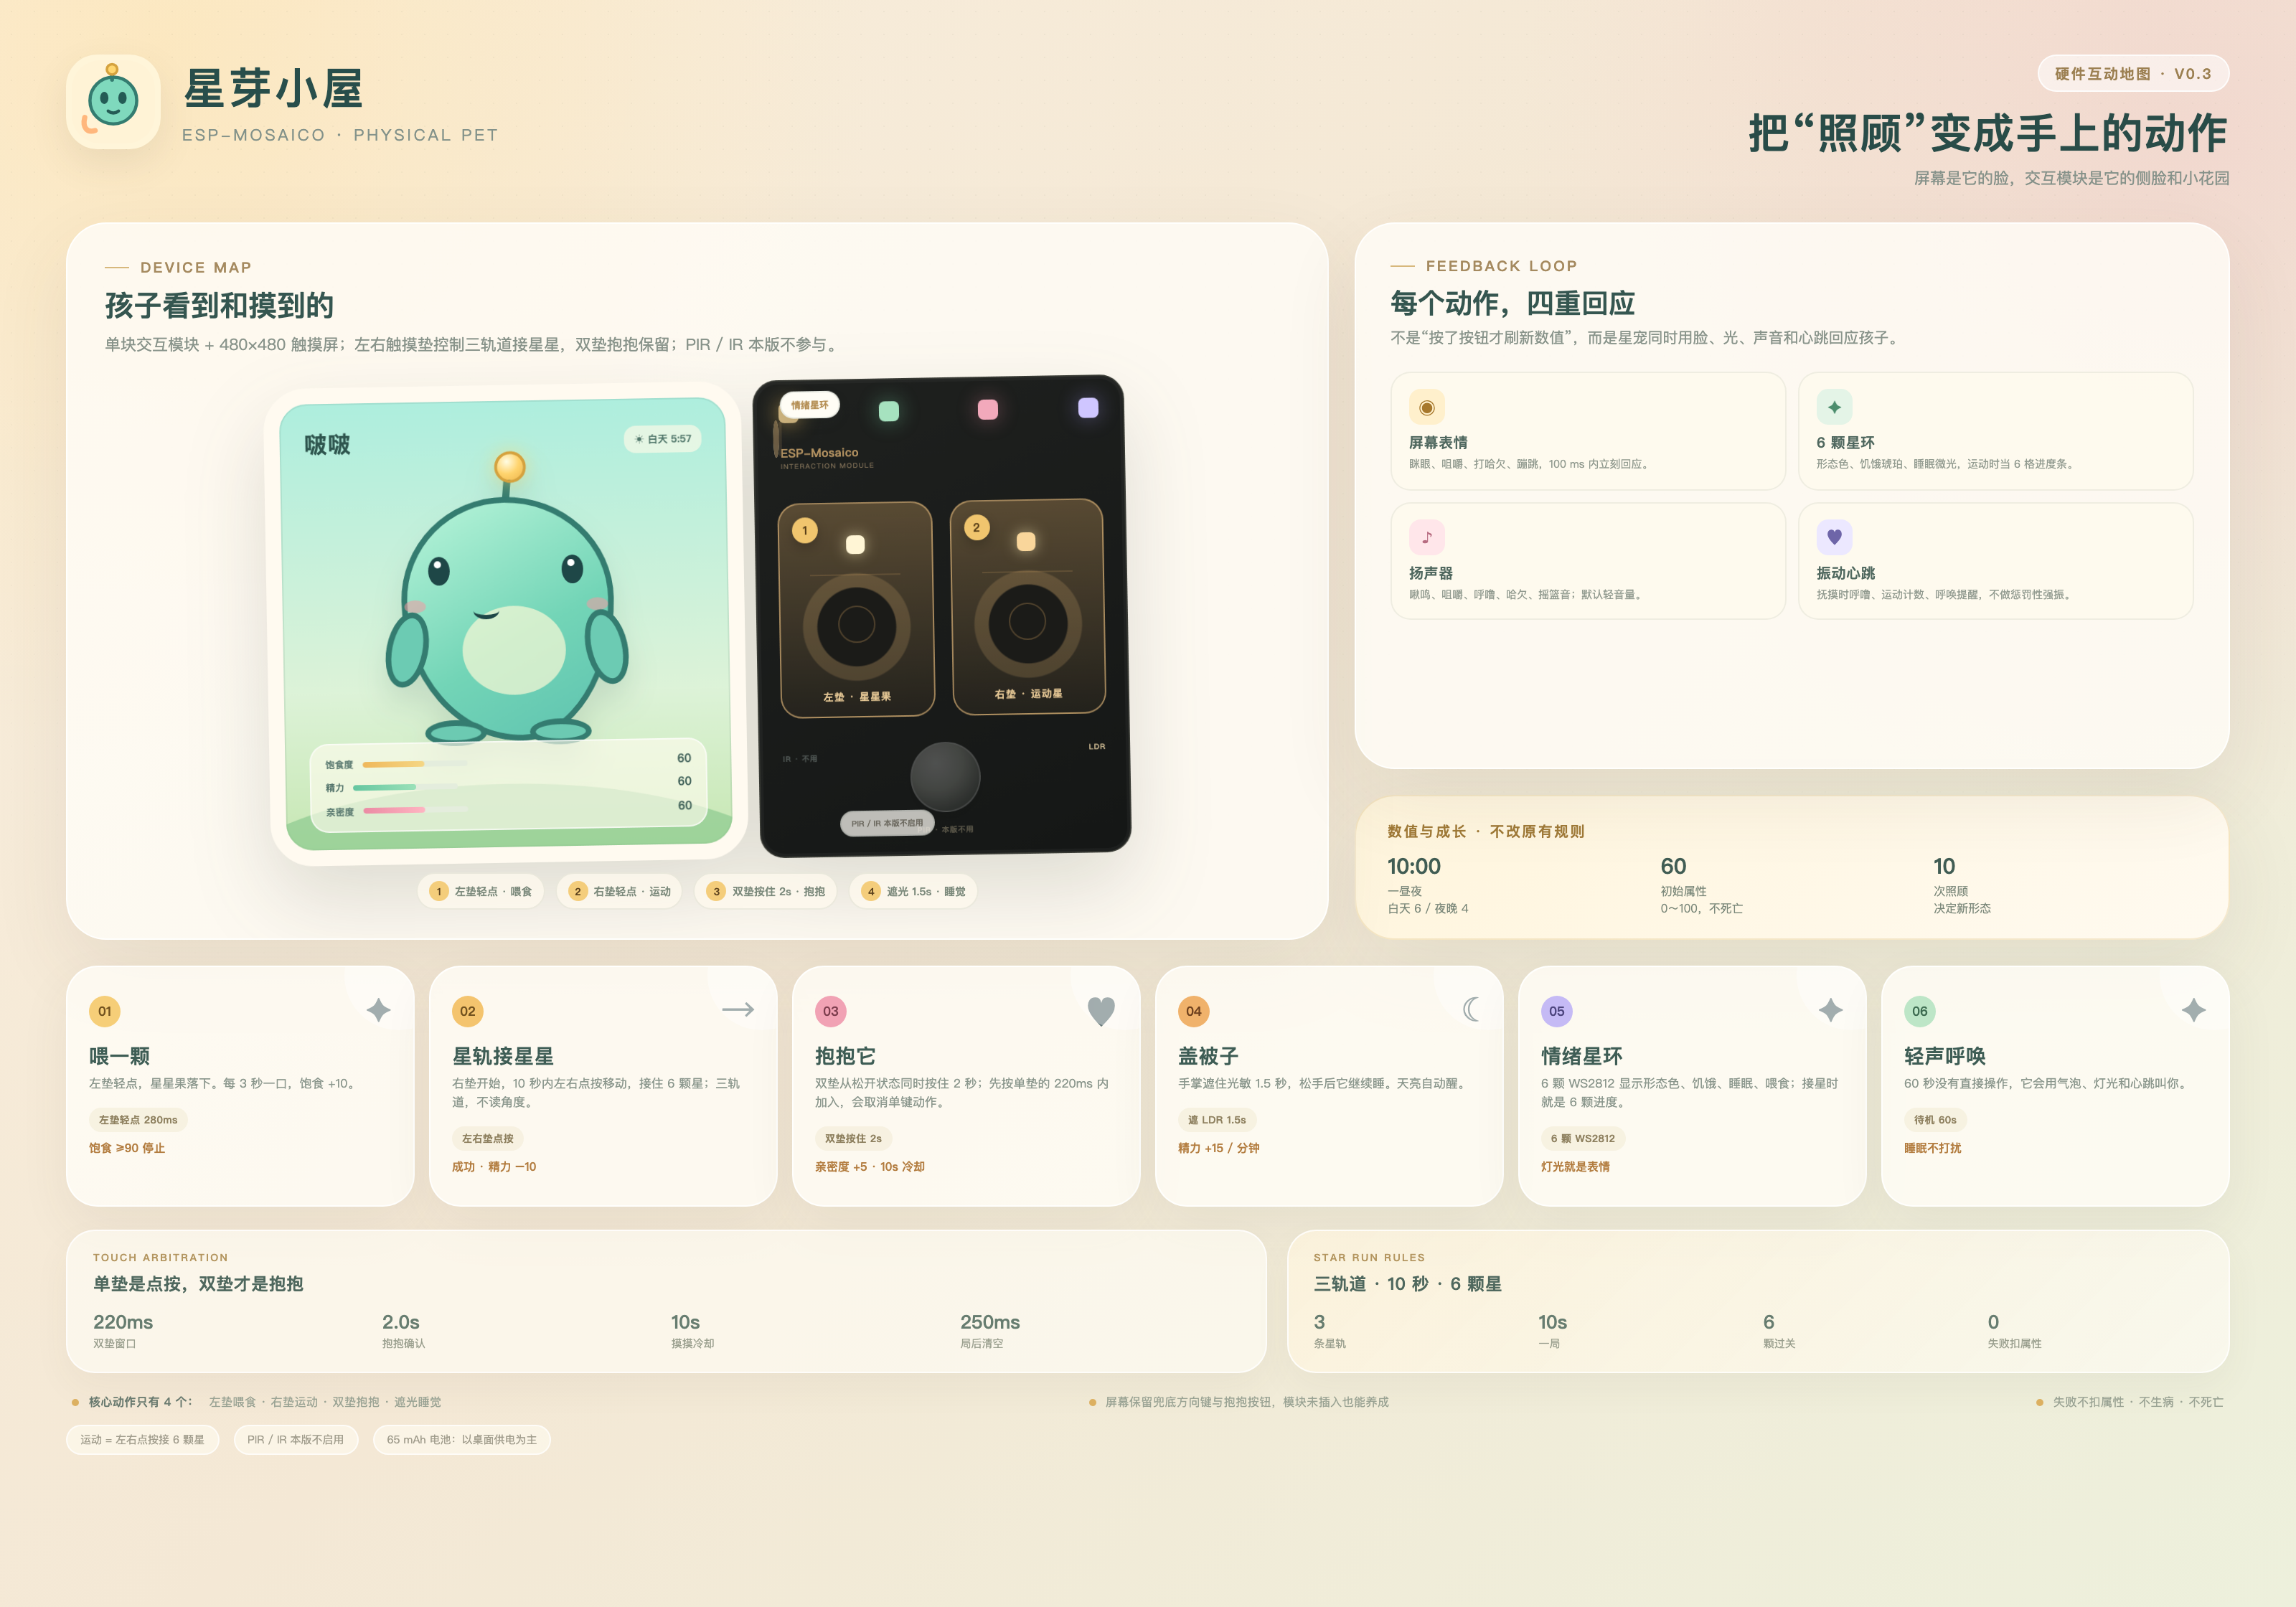 星芽小屋
ESP-MOSAICO · PHYSICAL PET
硬件互动地图 · V0.3
把“照顾”变成手上的动作
屏幕是它的脸，交互模块是它的侧脸和小花园
DEVICE MAP
孩子看到和摸到的
单块交互模块 + 480×480 触摸屏；左右触摸垫控制三轨道接星星，双垫抱抱保留；PIR / IR 本版不参与。
啵啵
☀ 白天 5:57
饱食度 60
精力 60
亲密度 60
情绪星环
ESP-Mosaico
INTERACTION MODULE
1
左垫 · 星星果
2
右垫 · 运动星
IR · 不用
LDR
PIR / IR 本版不启用
· 本版不用
1 左垫轻点 · 喂食
2 右垫轻点 · 运动
3 双垫按住 2s · 抱抱
4 遮光 1.5s · 睡觉
FEEDBACK LOOP
每个动作，四重回应
不是“按了按钮才刷新数值”，而是星宠同时用脸、光、声音和心跳回应孩子。
屏幕表情
眯眼、咀嚼、打哈欠、蹦跳，100 ms 内立刻回应。
6 颗星环
形态色、饥饿琥珀、睡眠微光，运动时当 6 格进度条。
扬声器
啾鸣、咀嚼、呼噜、哈欠、摇篮音；默认轻音量。
振动心跳
抚摸时呼噜、运动计数、呼唤提醒，不做惩罚性强振。
数值与成长 · 不改原有规则
10:00
一昼夜
白天 6 / 夜晚 4
60
初始属性
0～100，不死亡
10
次照顾
决定新形态
01
喂一颗
左垫轻点，星星果落下。每 3 秒一口，饱食 +10。
左垫轻点 280ms
饱食 ≥90 停止
02
星轨接星星
右垫开始，10 秒内左右点按移动，接住 6 颗星；三轨
道，不读角度。
左右垫点按
成功 · 精力 −10
03
抱抱它
双垫从松开状态同时按住 2 秒；先按单垫的 220ms 内
加入，会取消单键动作。
双垫按住 2s
亲密度 +5 · 10s 冷却
04
盖被子
手掌遮住光敏 1.5 秒，松手后它继续睡。天亮自动醒。
遮 LDR 1.5s
精力 +15 / 分钟
05
情绪星环
6 颗 WS2812 显示形态色、饥饿、睡眠、喂食；接星时
就是 6 颗进度。
6 颗 WS2812
灯光就是表情
06
轻声呼唤
60 秒没有直接操作，它会用气泡、灯光和心跳叫你。
待机 60s
睡眠不打扰
TOUCH ARBITRATION
单垫是点按，双垫才是抱抱
220ms
双垫窗口
2.0s
抱抱确认
10s
摸摸冷却
250ms
局后清空
STAR RUN RULES
三轨道 · 10 秒 · 6 颗星
3
条星轨
10s
一局
6
颗过关
0
失败扣属性
核心动作只有 4 个： 左垫喂食 · 右垫运动 · 双垫抱抱 · 遮光睡觉
屏幕保留兜底方向键与抱抱按钮，模块未插入也能养成
失败不扣属性 · 不生病 · 不死亡
运动 = 左右点按接 6 颗星
PIR / IR 本版不启用
65 mAh 电池：以桌面供电为主